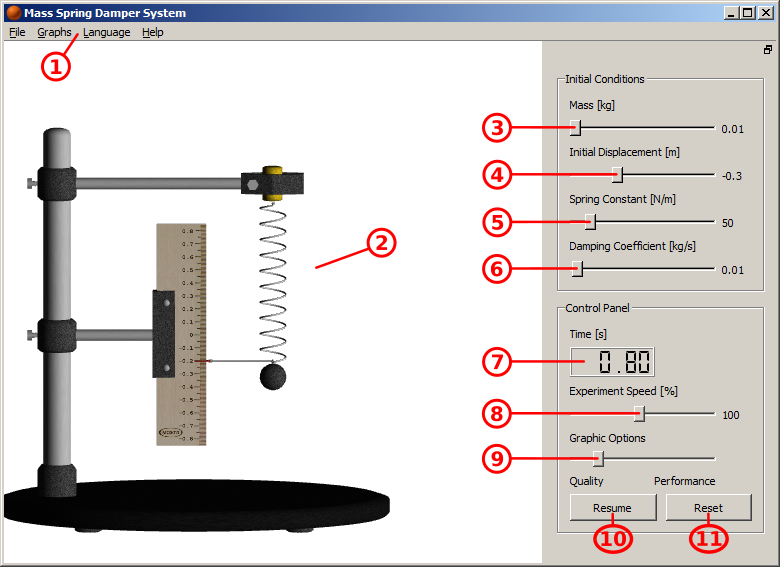 Mass Spring Damper System
File Graphs Language Help
1
Initial Conditions
Mass [kg]
3
0.01
Initial Displacement [m]
4
-0.3
Spring Constant [N/m]
5
50
Damping Coefficient [kg/s]
6
0.01
2
0.8
0.7
0.6
0.5
0.4
0.3
0.2
0.1
0
-0.1
-0.2
-0.3
-0.4
-0.5
-0.6
-0.7
-0.8
Control Panel
Time [s]
7
0.80
Experiment Speed [%]
8
100
Graphic Options
9
Quality Performance
Resume Reset
10 11